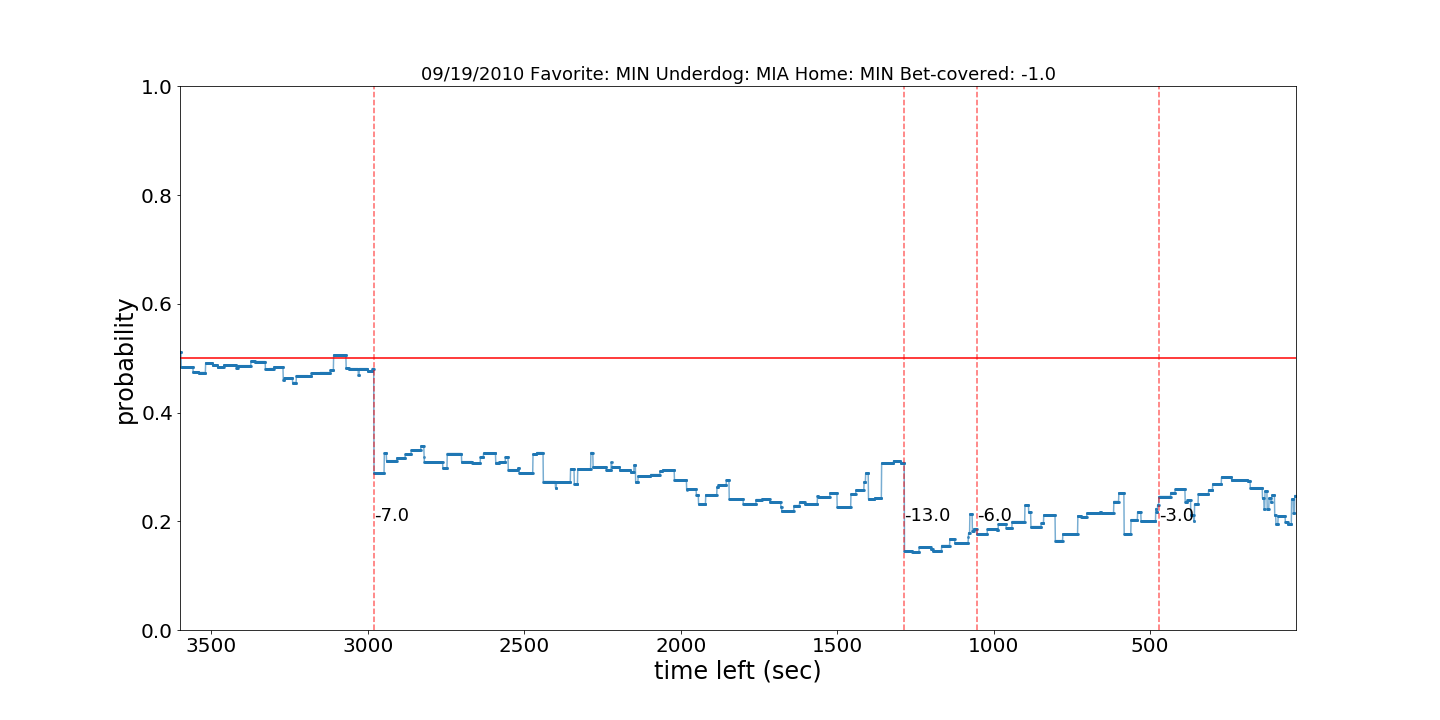 09/19/2010 Favorite: MIN Underdog: MIA Home: MIN Bet-covered: -1.0
1.0
0.8
0.6
0.4
0.2
0.0
probability
-7.0
-13.0
-6.0
-3.0
3500 3000 2500 2000 1500 1000 500
time left (sec)